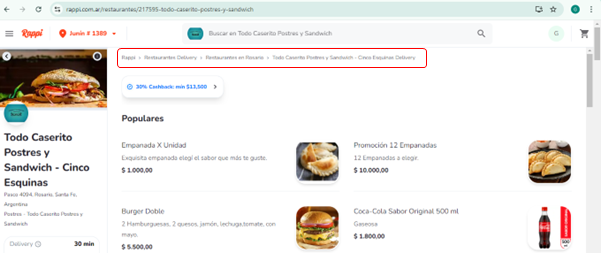 rappi.com.ar/restaurantes/217595-todo-caserito-postres-y-sandwich
G
Rappi
Junin # 1389
Buscar en Todo Caserito Postres y Sandwich
G
Rappi > Restaurantes Delivery > Restaurantes en Rosario > Todo Caserito Postres y Sandwich - Cinco Esquinas Delivery
30% Cashback: min $13,500
Todo Caserito
Postres y
Sandwich -
Cinco
Esquinas
Pasco 4094, Rosario, Santa Fe,
Argentina
Postres - Todo Caserito Postres y
Sandwich
Delivery
30 min
Populares
Empanada X Unidad
Exquisita empanada elegí el sabor que más te guste.
$ 1.000,00
Promoción 12 Empanadas
12 Empanadas a elegir.
$ 10.000,00
Burger Doble
2 Hamburguesas, 2 quesos, jamón, lechuga,tomate, con
mayo.
$ 5.500,00
Coca-Cola Sabor Original 500 ml
Gaseosa
$ 1.800,00
500